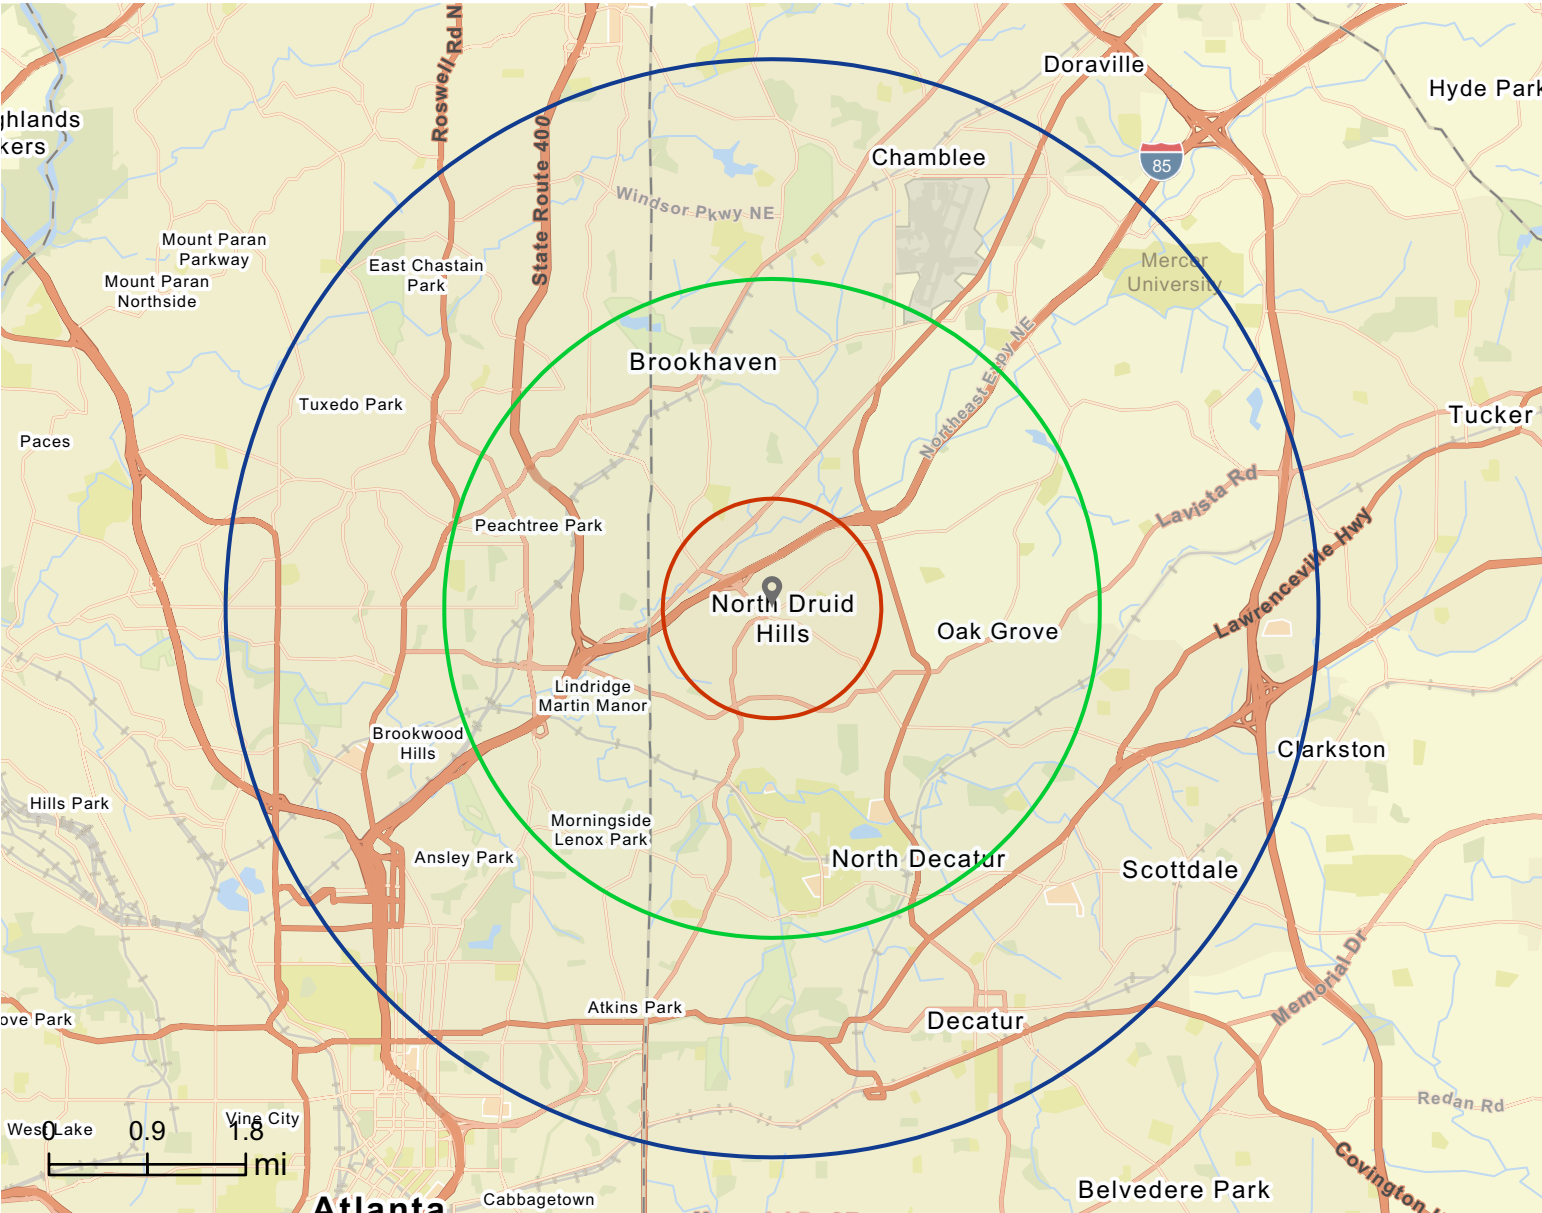 Roswell Rd N
Doraville
Hyde Park
ghlands
kers
State Route 400
Chamblee
85
Windsor Pkwy NE
Mount Paran
Parkway
East Chastain
Park
Mount Paran
Northside
Mercer
University
Brookhaven
Northeast Expy NE
Tuxedo Park
Tucker
Paces
Lavista Rd
Peachtree Park
Lawrenceville Hwy
North Druid
Hills
Oak Grove
Lindridge
Martin Manor
Brookwood
Hills
Clarkston
Hills Park
Morningside
Lenox Park
Ansley Park
North Decatur
Scottdale
Memorial Dr
Atkins Park
ove Park
Decatur
Redan Rd
Vine City
West Lake
0 0.9 1.8
mi
Covington H
Belvedere Park
Cabbagetown
Atlanta